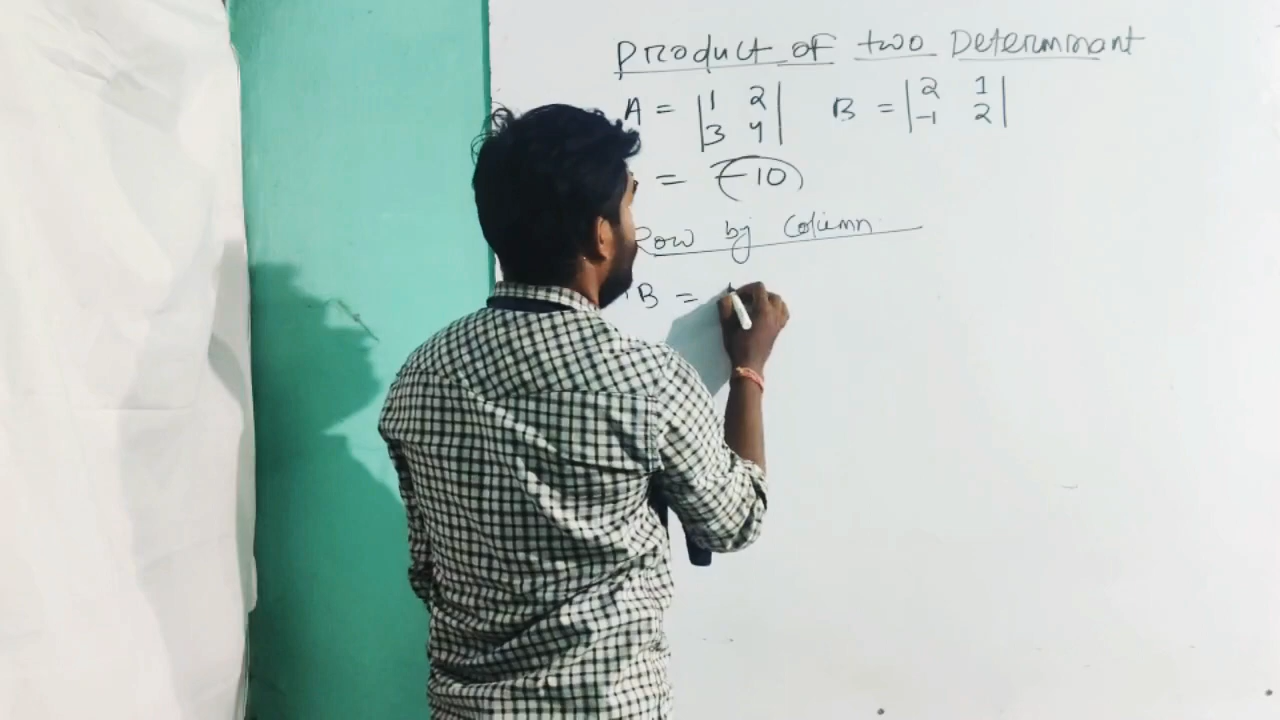 Product of two Determinant
A = |1 2| B = |2 1|
|3 4| |-1 2|
= -10
Row by Column
B =